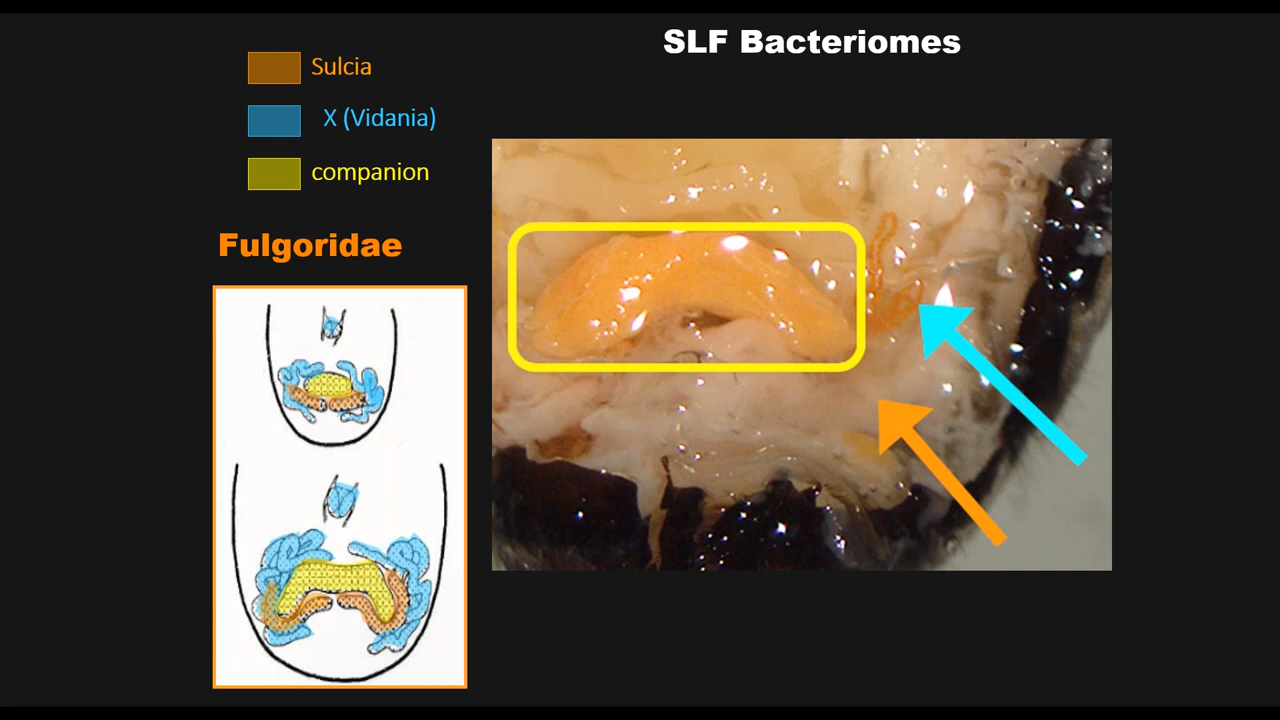 SLF Bacteriomes
Sulcia
X (Vidania)
companion
Fulgoridae